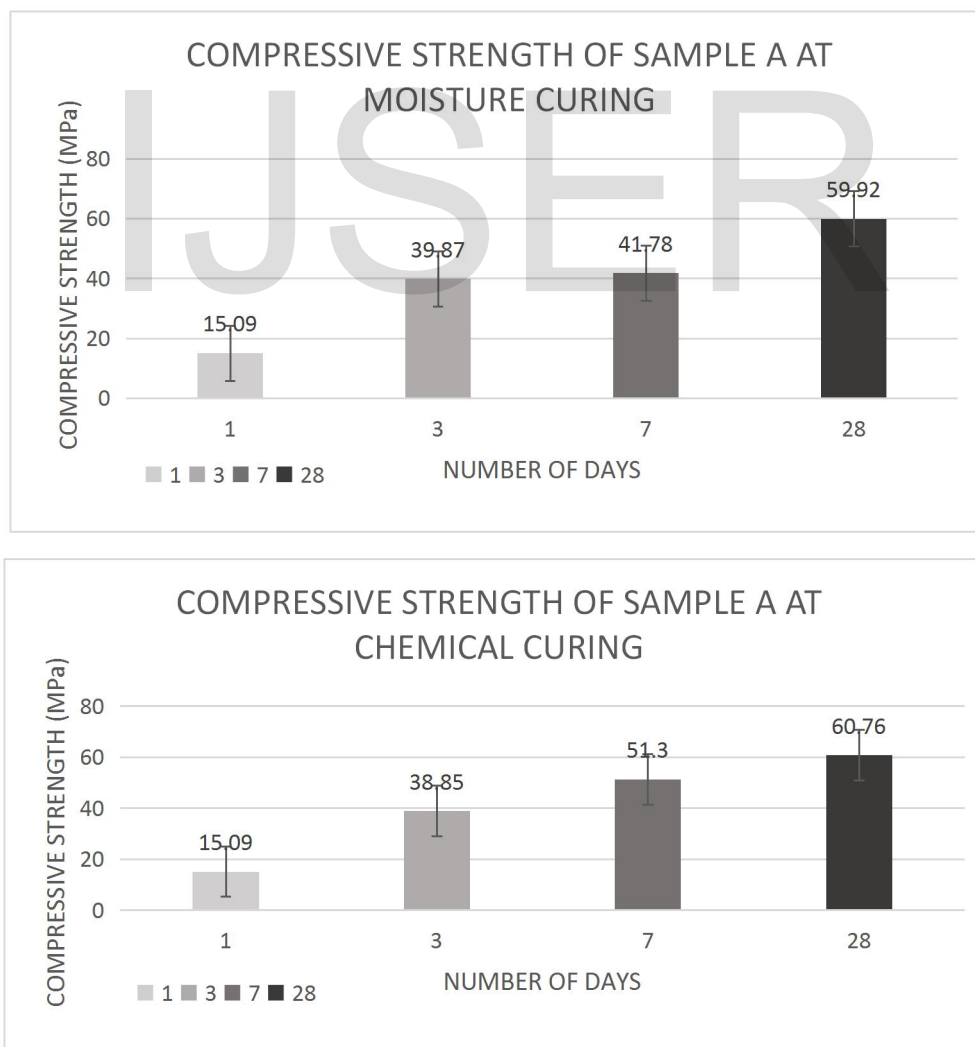 COMPRESSIVE STRENGTH OF SAMPLE A AT
MOISTURE CURING
IJSER
COMPRESSIVE STRENGTH (MPa)
80
60
40
20
0
15.09
39.87
41.78
59.92
1
3
7
28
NUMBER OF DAYS
1 3 7 28
COMPRESSIVE STRENGTH OF SAMPLE A AT
CHEMICAL CURING
COMPRESSIVE STRENGTH (MPa)
80
60
40
20
0
15.09
38.85
51.3
60.76
1
3
7
28
NUMBER OF DAYS
1 3 7 28